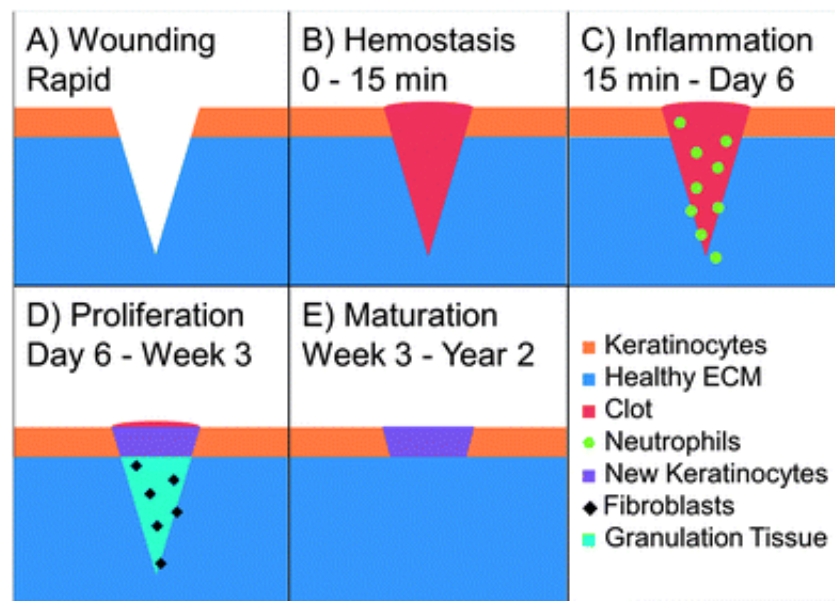 A) Wounding
Rapid
B) Hemostasis
0 - 15 min
C) Inflammation
15 min - Day 6
D) Proliferation
Day 6 - Week 3
E) Maturation
Week 3 - Year 2
Keratinocytes
Healthy ECM
Clot
Neutrophils
New Keratinocytes
Fibroblasts
Granulation Tissue